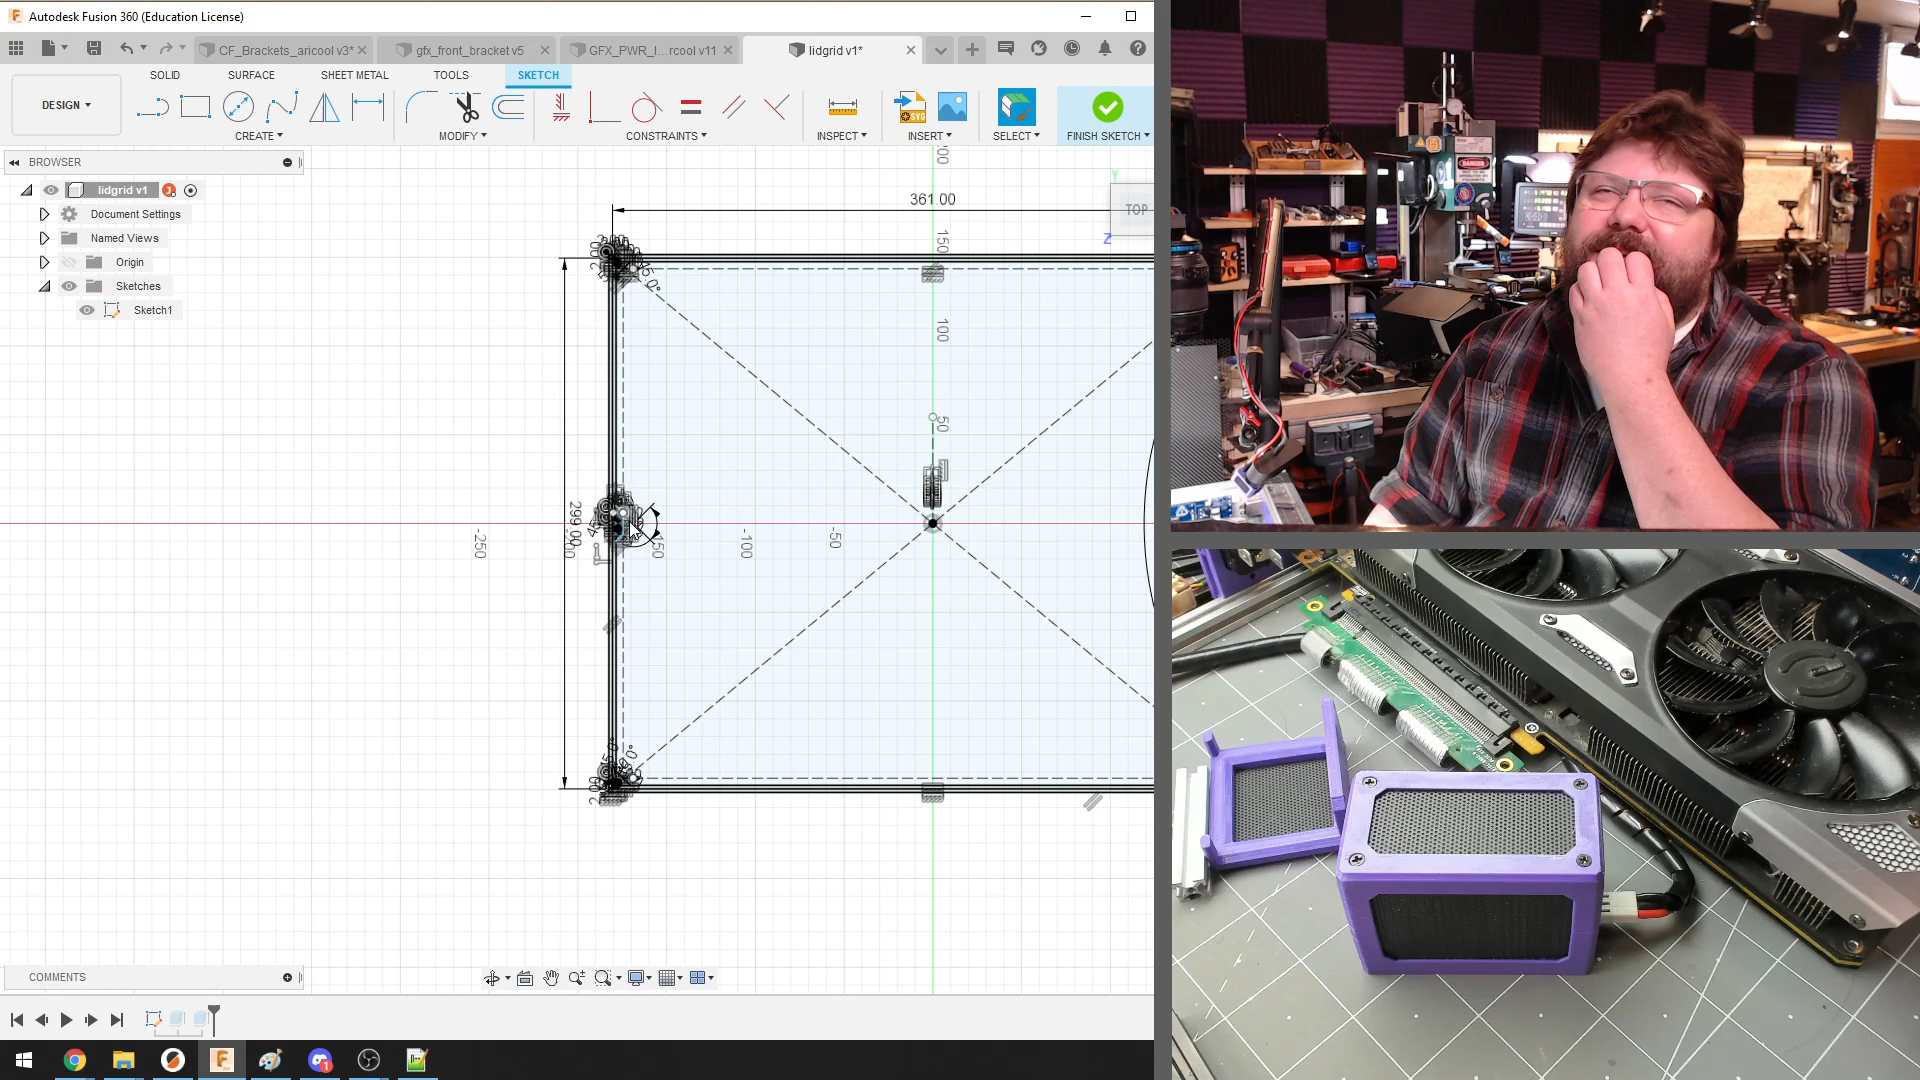 Autodesk Fusion 360 (Education License)
CF_Brackets_aricool v3*
gfx_front_bracket v5
GFX_PWR_I...rcool v11
lidgrid v1*
SOLID
SURFACE
SHEET METAL
TOOLS
SKETCH
DESIGN
CREATE
MODIFY
CONSTRAINTS
INSPECT
INSERT
SELECT
FINISH SKETCH
BROWSER
lidgrid v1
Document Settings
Named Views
Origin
Sketches
Sketch1
361.00
TOP
Y
Z
150
100
50
299.00
-250
-100
-50
150
COMMENTS
DANGER